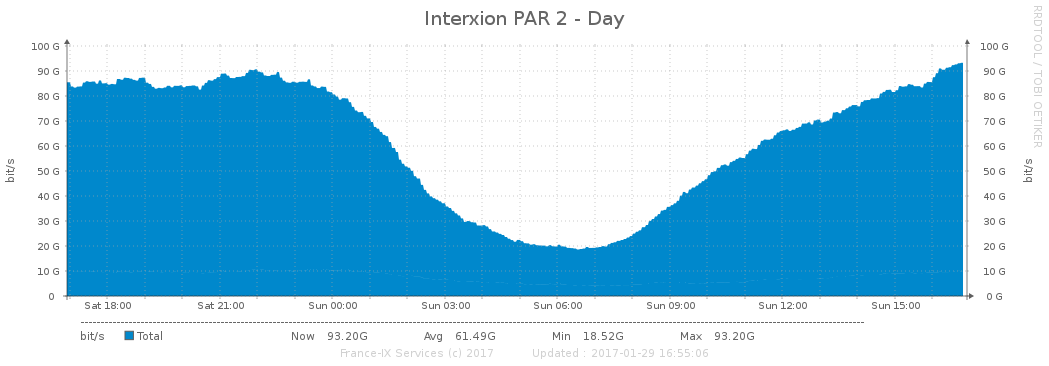 Interxion PAR 2 - Day
RRDTOOL / TOBI OETIKER
100 G 100 G
90 G 90 G
80 G 80 G
70 G 70 G
60 G 60 G
50 G 50 G
40 G 40 G
30 G 30 G
20 G 20 G
10 G 10 G
0 0 G
bit/s bit/s
Sat 18:00 Sat 21:00 Sun 00:00 Sun 03:00 Sun 06:00 Sun 09:00 Sun 12:00 Sun 15:00
bit/s Total Now 93.20G Avg 61.49G Min 18.52G Max 93.20G
France-IX Services (c) 2017 Updated : 2017-01-29 16:55:06